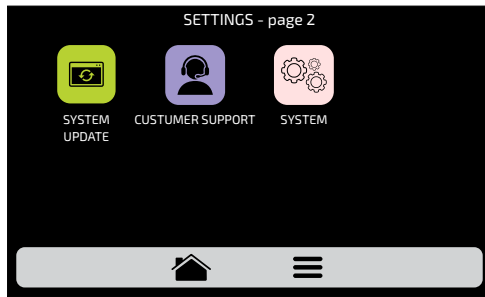 SETTINGS - page 2
SYSTEM
UPDATE
CUSTUMER SUPPORT
SYSTEM